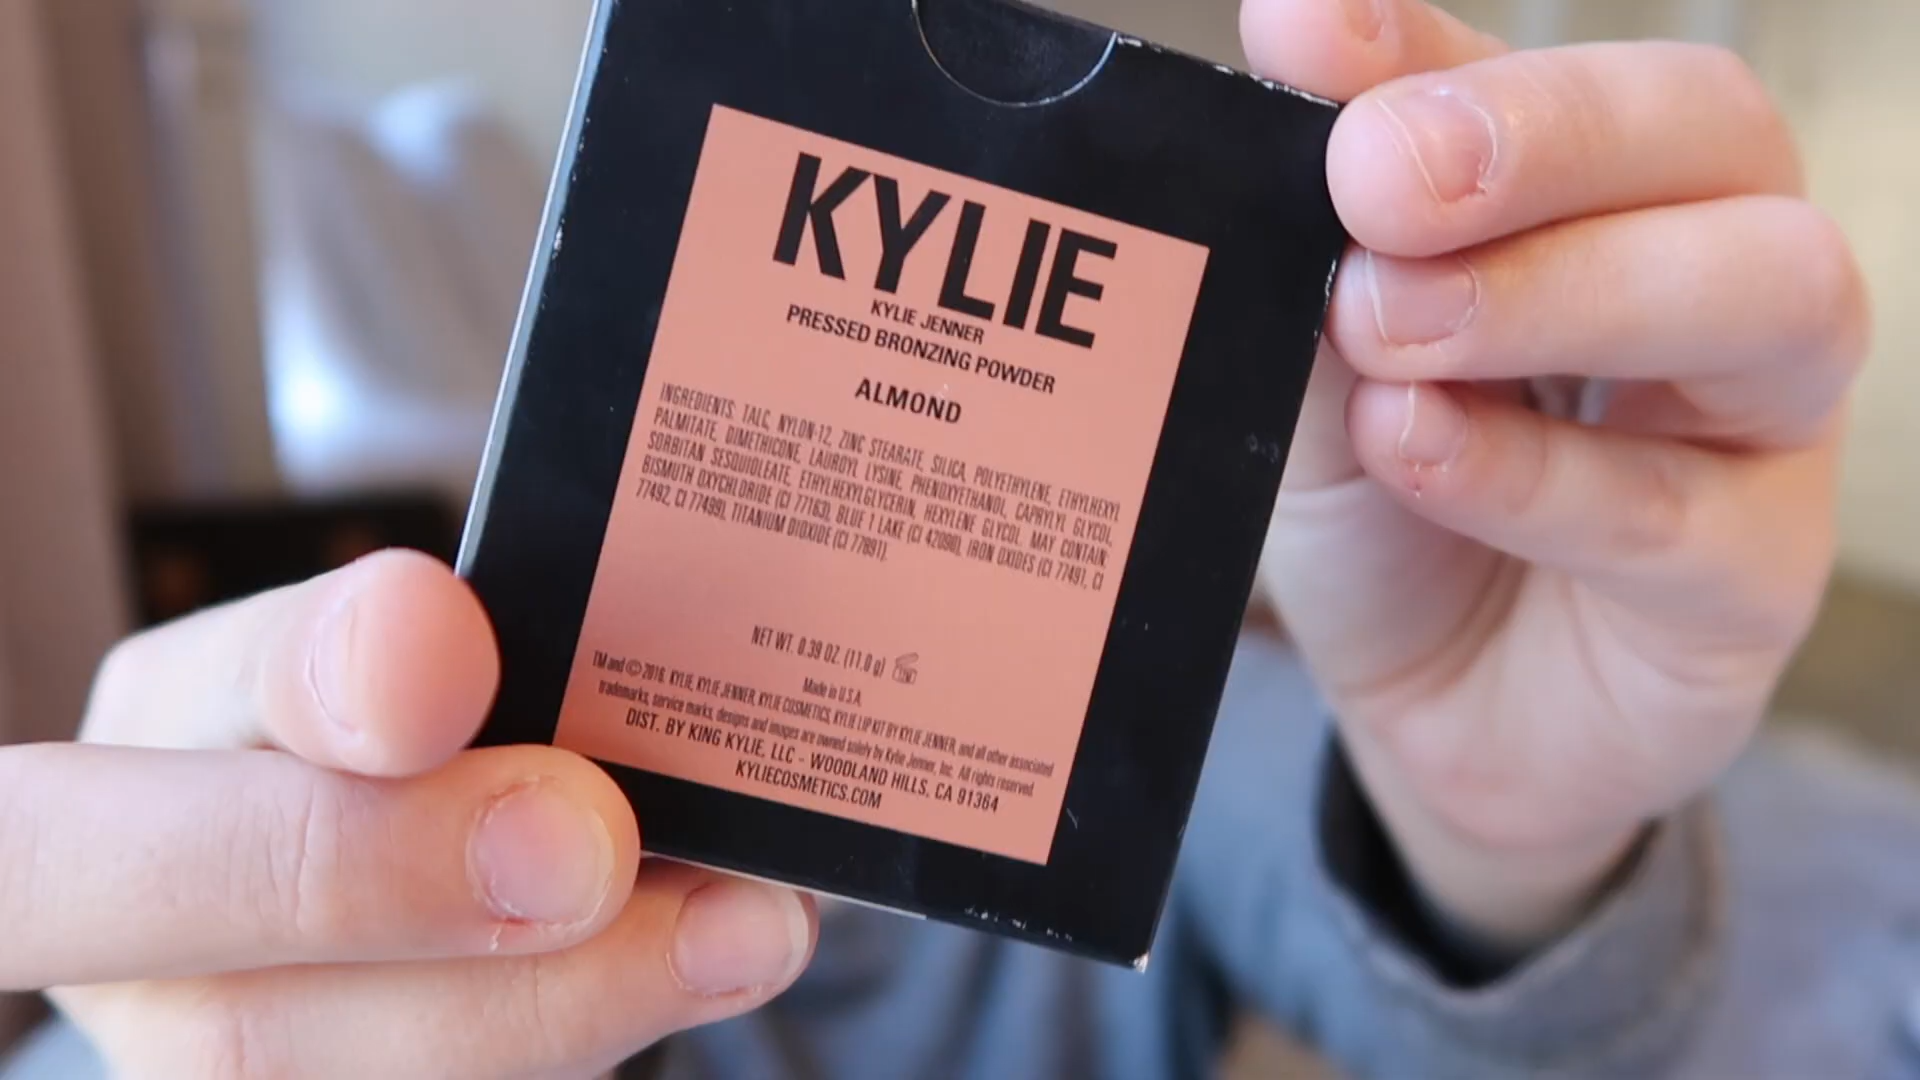 KYLIE
KYLIE JENNER
PRESSED BRONZING POWDER
ALMOND
INGREDIENTS: TALC, NYLON-12, ZINC STEARATE, SILICA, POLYETHYLENE, ETHYLHEXYL
PALMITATE, DIMETHICONE, LAUROYL LYSINE, PHENOXYETHANOL, CAPRYLYL GLYCOL,
SORBITAN SESQUIOLEATE, ETHYLHEXYLGLYCERIN, HEXYLENE GLYCOL. MAY CONTAIN:
BISMUTH OXYCHLORIDE (CI 77163), BLUE 1 LAKE (CI 42090), IRON OXIDES (CI 77491, CI
77492, CI 77499), TITANIUM DIOXIDE (CI 77891).
NET WT. 0.39 OZ. (11.0 g)
Made in U.S.A.
TM and © 2016. KYLIE, KYLIE JENNER, KYLIE COSMETICS, KYLIE LIP KIT BY KYLIE JENNER, and all other associated
trademarks, service marks, designs and images are owned solely by Kylie Jenner, Inc. All rights reserved.
DIST. BY KING KYLIE, LLC - WOODLAND HILLS, CA 91364
KYLIECOSMETICS.COM